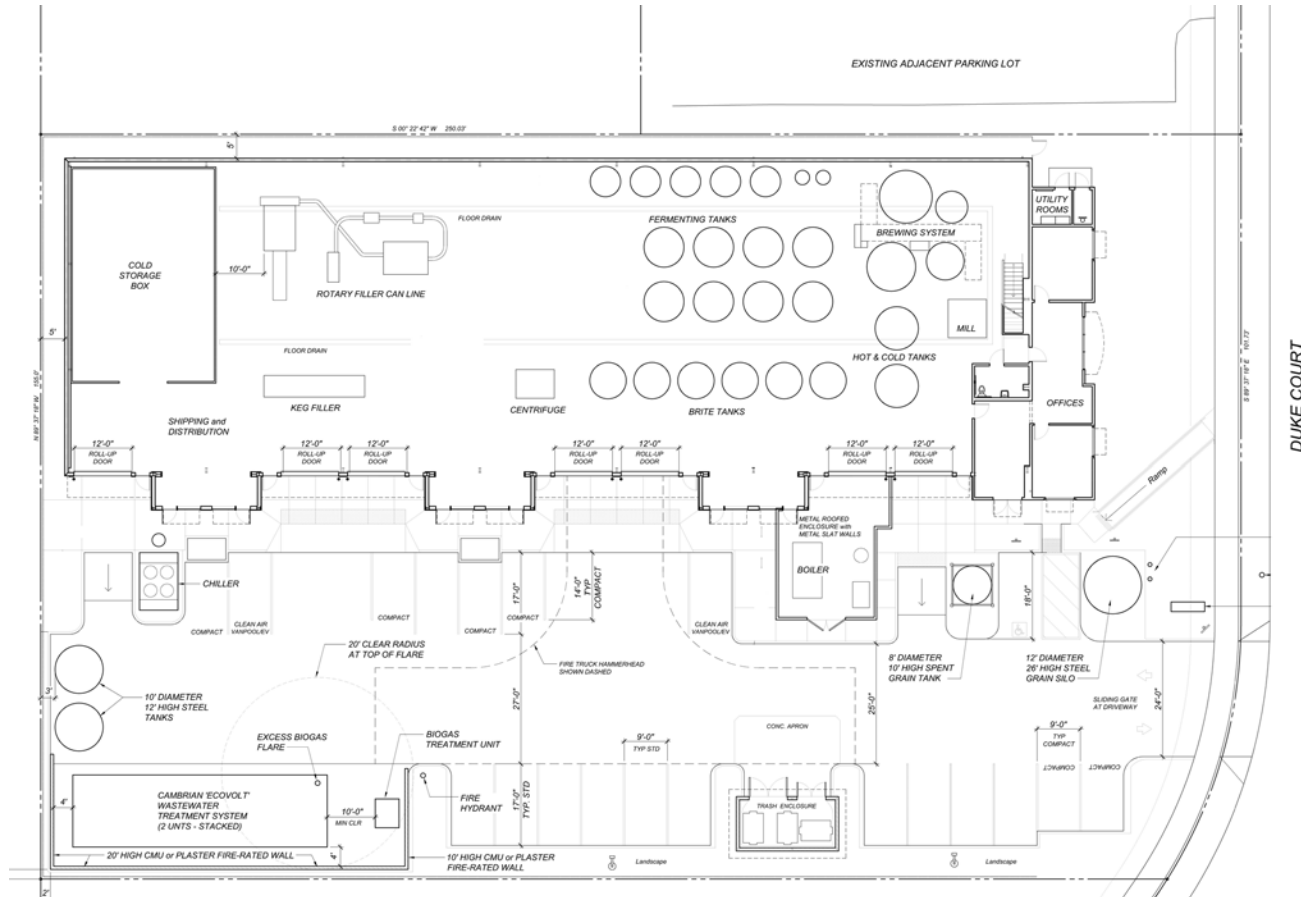 EXISTING ADJACENT PARKING LOT
S 00° 22' 42" W   250.03'
5'
UTILITY
ROOMS
FLOOR DRAIN
FERMENTING TANKS
BREWING SYSTEM
COLD
STORAGE
BOX
10'-0"
ROTARY FILLER CAN LINE
MILL
5'
FLOOR DRAIN
HOT & COLD TANKS
DUKE COURT
KEG FILLER
CENTRIFUGE
BRITE TANKS
OFFICES
SHIPPING and
DISTRIBUTION
12'-0"
ROLL-UP
DOOR
12'-0"
ROLL-UP
DOOR
12'-0"
ROLL-UP
DOOR
12'-0"
ROLL-UP
DOOR
12'-0"
ROLL-UP
DOOR
12'-0"
ROLL-UP
DOOR
12'-0"
ROLL-UP
DOOR
Ramp
METAL ROOFED
ENCLOSURE with
METAL SLAT WALLS
BOILER
CHILLER
17'-0"
14'-0"
TYP
COMPACT
18'-0"
COMPACT
CLEAN AIR
VANPOOL/EV
COMPACT
COMPACT
COMPACT
CLEAN AIR
VANPOOL/EV
20' CLEAR RADIUS
AT TOP OF FLARE
FIRE TRUCK HAMMERHEAD
SHOWN DASHED
8' DIAMETER
10' HIGH SPENT
GRAIN TANK
12' DIAMETER
26' HIGH STEEL
GRAIN SILO
3'
10' DIAMETER
12' HIGH STEEL
TANKS
27'-0"
25'-0"
24'-0"
SLIDING GATE
AT DRIVEWAY
EXCESS BIOGAS
FLARE
BIOGAS
TREATMENT UNIT
9'-0"
TYP STD
CONC. APRON
9'-0"
TYP
COMPACT
COMPACT
COMPACT
CAMBRIAN 'ECOVOLT'
WASTEWATER
TREATMENT SYSTEM
(2 UNTS - STACKED)
4"
10'-0"
MIN CLR
FIRE
HYDRANT
17'-0"
TYP. STD
TRASH ENCLOSURE
4"
20' HIGH CMU or PLASTER FIRE-RATED WALL
10' HIGH CMU or PLASTER
FIRE-RATED WALL
Landscape
Landscape
2'